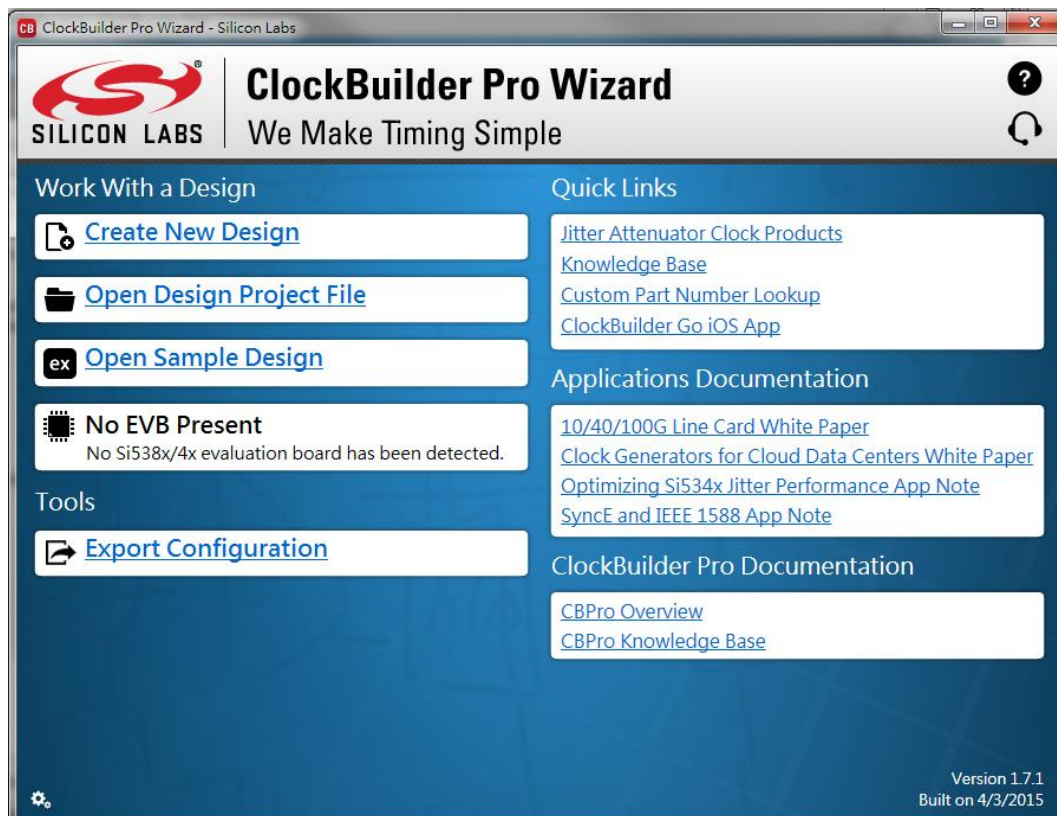 CB ClockBuilder Pro Wizard - Silicon Labs
SILICON LABS
ClockBuilder Pro Wizard
We Make Timing Simple
?
Work With a Design
Create New Design
Open Design Project File
ex Open Sample Design
No EVB Present
No Si538x/4x evaluation board has been detected.
Tools
Export Configuration
Quick Links
Jitter Attenuator Clock Products
Knowledge Base
Custom Part Number Lookup
ClockBuilder Go iOS App
Applications Documentation
10/40/100G Line Card White Paper
Clock Generators for Cloud Data Centers White Paper
Optimizing Si534x Jitter Performance App Note
SyncE and IEEE 1588 App Note
ClockBuilder Pro Documentation
CBPro Overview
CBPro Knowledge Base
Version 1.7.1
Built on 4/3/2015